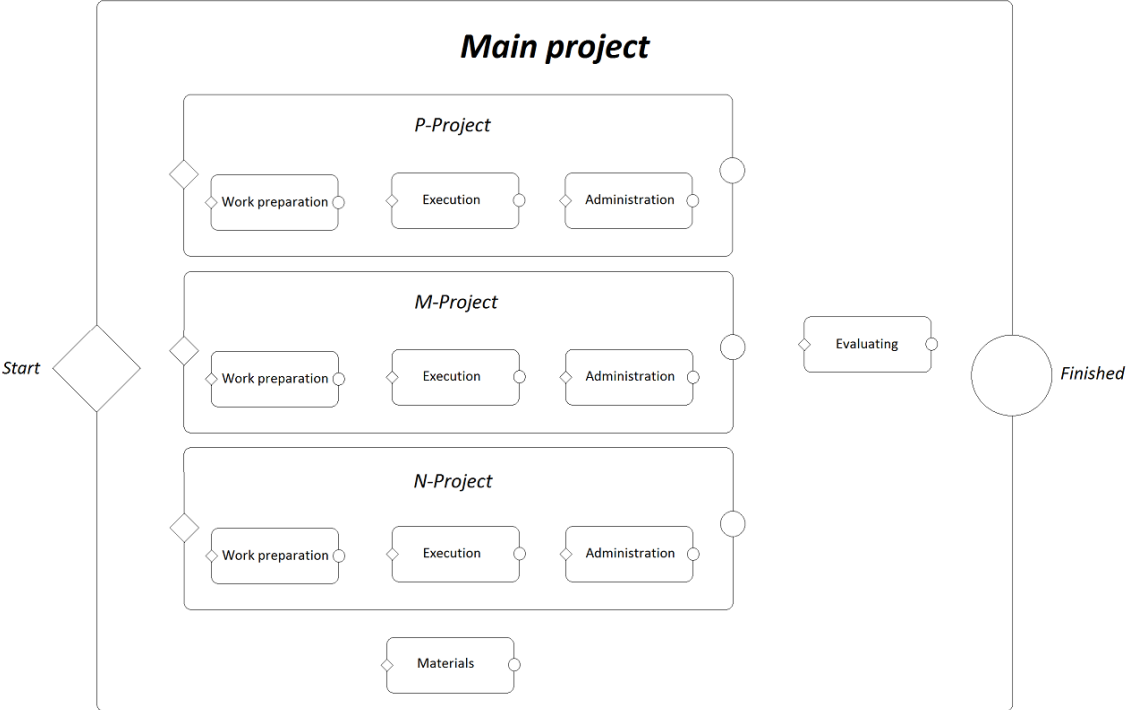 Main project
P-Project
Work preparation
Execution
Administration
M-Project
Work preparation
Execution
Administration
Evaluating
Start
Finished
N-Project
Work preparation
Execution
Administration
Materials